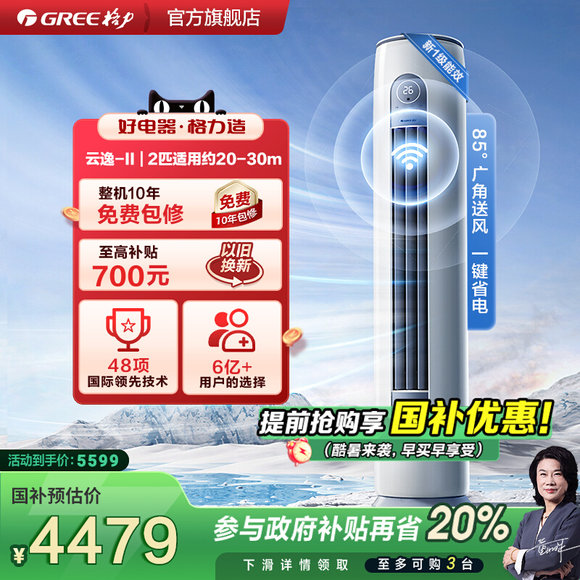 GREE 格力 官方旗舰店
新1级能效
26
GREE格力
85° 广角送风 一键省电
好电器·格力造
云逸-II | 2匹适用约20-30m
整机10年
免费包修
免费
10年包修
至高补贴
700元
以旧
换新
48项
国际领先技术
6亿+
用户的选择
提前抢购享 国补优惠!
(酷暑来袭,早买早享受)
活动到手价:5599
国补预估价
¥4479
参与政府补贴再省20%
下滑详情领取 至多可购3台